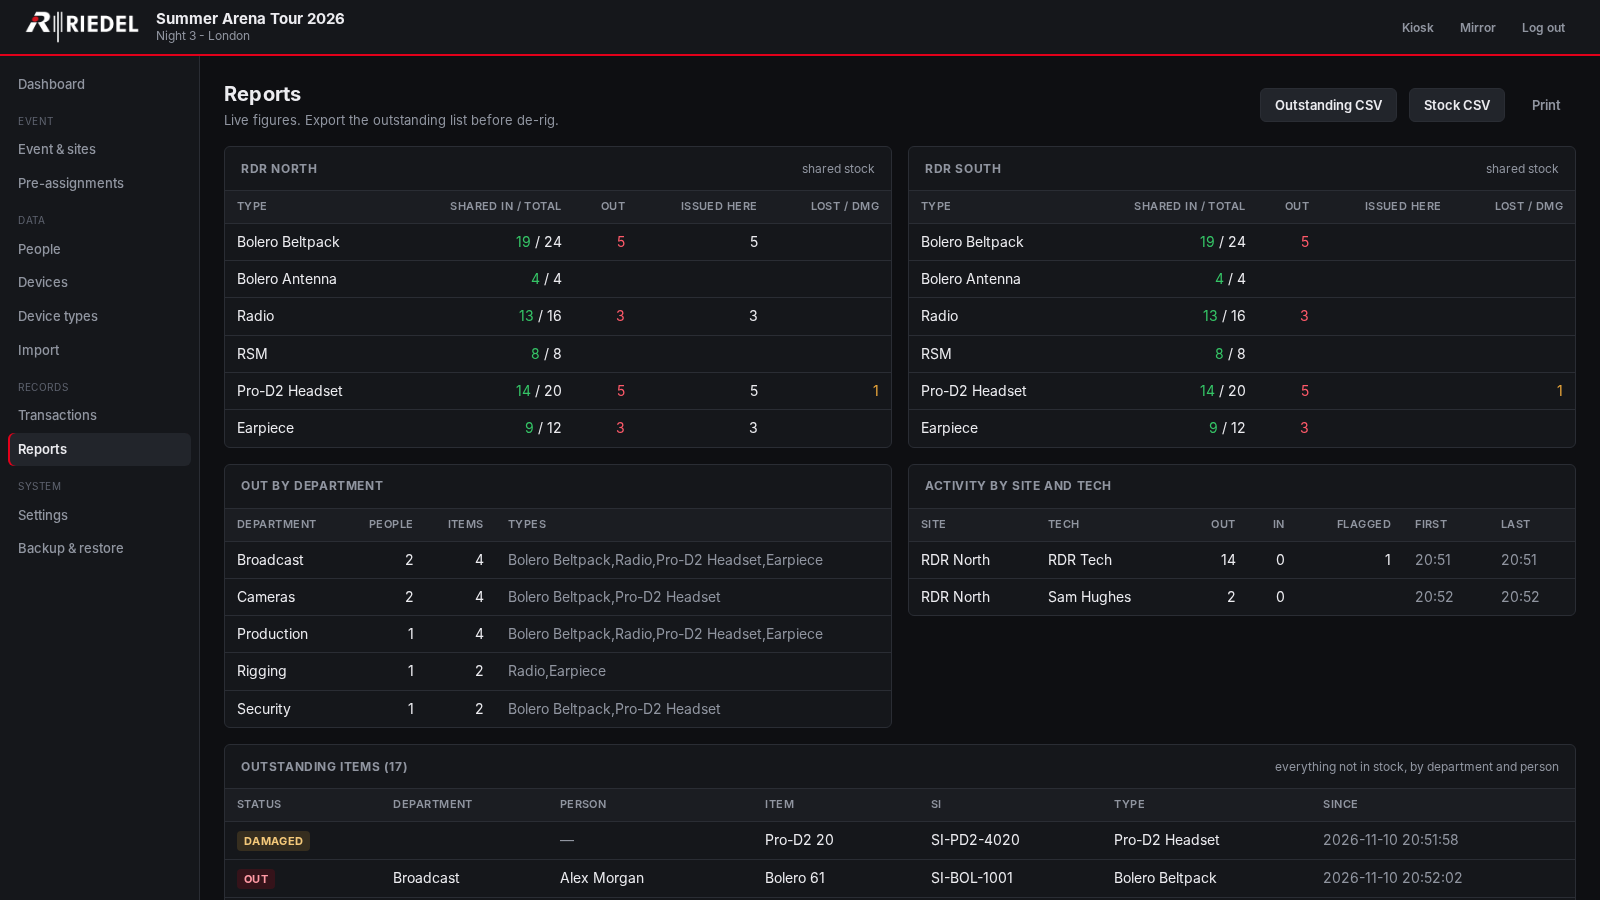 RIEDEL
Summer Arena Tour 2026
Night 3 - London
Kiosk Mirror Log out
Dashboard
EVENT
Event & sites
Pre-assignments
DATA
People
Devices
Device types
Import
RECORDS
Transactions
Reports
SYSTEM
Settings
Backup & restore
Reports
Live figures. Export the outstanding list before de-rig.
Outstanding CSV Stock CSV Print
RDR NORTH shared stock
TYPE SHARED IN / TOTAL OUT ISSUED HERE LOST / DMG
Bolero Beltpack 19 / 24 5 5
Bolero Antenna 4 / 4
Radio 13 / 16 3 3
RSM 8 / 8
Pro-D2 Headset 14 / 20 5 5 1
Earpiece 9 / 12 3 3
RDR SOUTH shared stock
TYPE SHARED IN / TOTAL OUT ISSUED HERE LOST / DMG
Bolero Beltpack 19 / 24 5
Bolero Antenna 4 / 4
Radio 13 / 16 3
RSM 8 / 8
Pro-D2 Headset 14 / 20 5 1
Earpiece 9 / 12 3
OUT BY DEPARTMENT
DEPARTMENT PEOPLE ITEMS TYPES
Broadcast 2 4 Bolero Beltpack,Radio,Pro-D2 Headset,Earpiece
Cameras 2 4 Bolero Beltpack,Pro-D2 Headset
Production 1 4 Bolero Beltpack,Radio,Pro-D2 Headset,Earpiece
Rigging 1 2 Radio,Earpiece
Security 1 2 Bolero Beltpack,Pro-D2 Headset
ACTIVITY BY SITE AND TECH
SITE TECH OUT IN FLAGGED FIRST LAST
RDR North RDR Tech 14 0 1 20:51 20:51
RDR North Sam Hughes 2 0 20:52 20:52
OUTSTANDING ITEMS (17) everything not in stock, by department and person
STATUS DEPARTMENT PERSON ITEM SI TYPE SINCE
DAMAGED — Pro-D2 20 SI-PD2-4020 Pro-D2 Headset 2026-11-10 20:51:58
OUT Broadcast Alex Morgan Bolero 61 SI-BOL-1001 Bolero Beltpack 2026-11-10 20:52:02